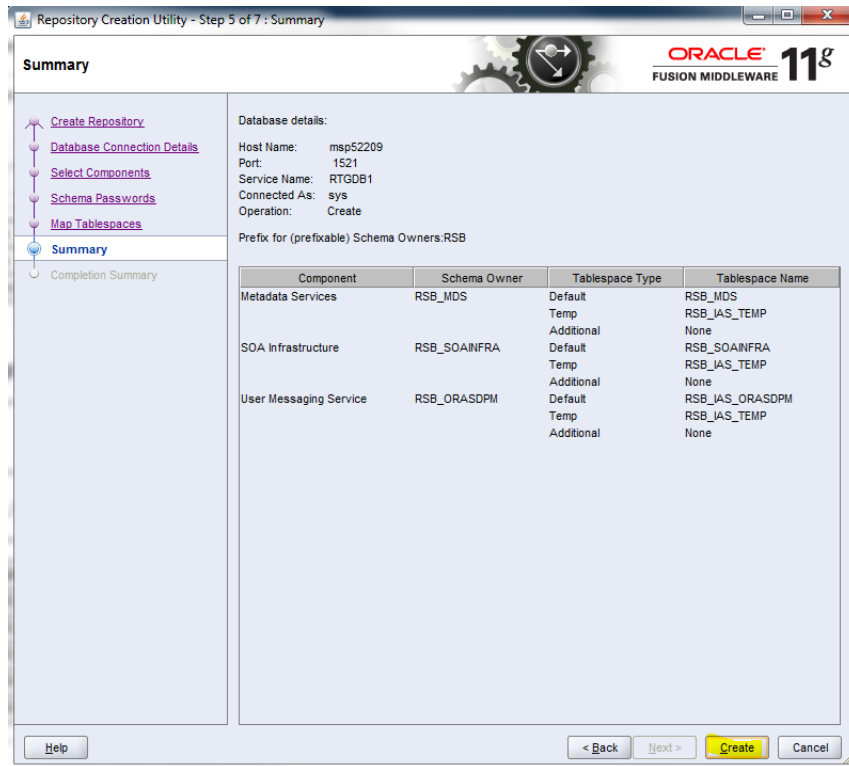 Repository Creation Utility - Step 5 of 7 : Summary
Summary
ORACLE
FUSION MIDDLEWARE 11g
Create Repository
Database Connection Details
Select Components
Schema Passwords
Map Tablespaces
Summary
Completion Summary
Database details:
Host Name: msp52209
Port: 1521
Service Name: RTGDB1
Connected As: sys
Operation: Create
Prefix for (prefixable) Schema Owners:RSB
Component Schema Owner Tablespace Type Tablespace Name
Metadata Services RSB_MDS Default RSB_MDS
Temp RSB_IAS_TEMP
Additional None
SOA Infrastructure RSB_SOAINFRA Default RSB_SOAINFRA
Temp RSB_IAS_TEMP
Additional None
User Messaging Service RSB_ORASDPM Default RSB_IAS_ORASDPM
Temp RSB_IAS_TEMP
Additional None
Help < Back Next > Create Cancel